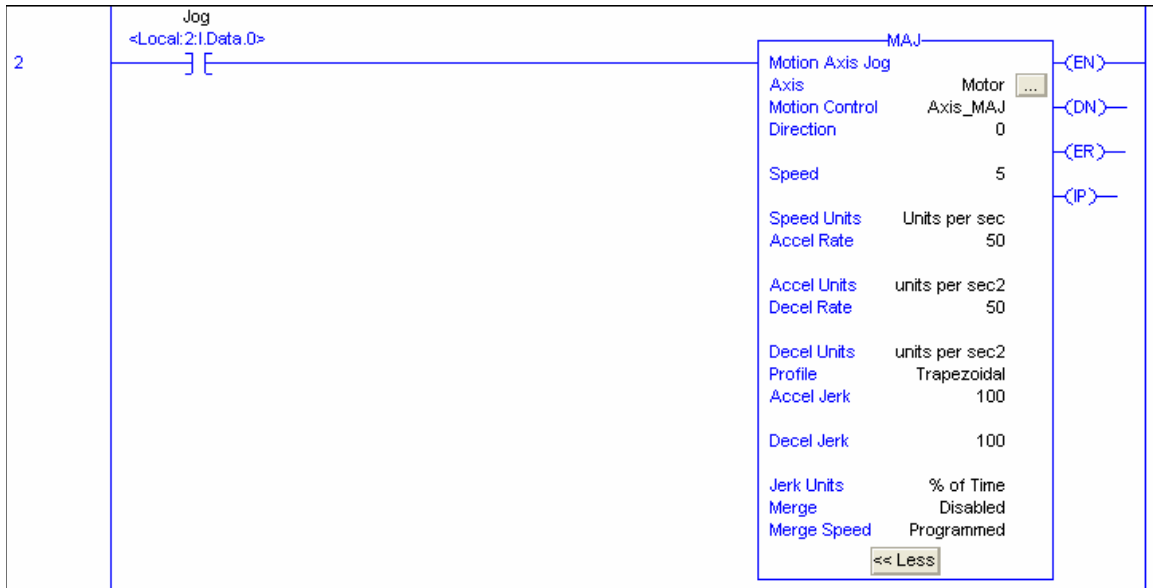 Jog
<Local:2:I.Data.0>
2
MAJ
Motion Axis Jog
Axis Motor ...
Motion Control Axis_MAJ
Direction 0
Speed 5
Speed Units Units per sec
Accel Rate 50
Accel Units units per sec2
Decel Rate 50
Decel Units units per sec2
Profile Trapezoidal
Accel Jerk 100
Decel Jerk 100
Jerk Units % of Time
Merge Disabled
Merge Speed Programmed
<< Less
EN
DN
ER
IP